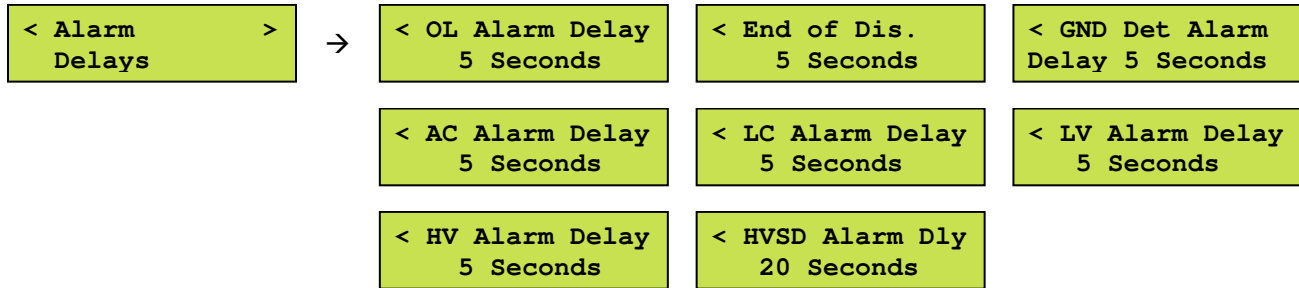 < Alarm >
Delays
→
< OL Alarm Delay
5 Seconds
< End of Dis.
5 Seconds
< GND Det Alarm
Delay 5 Seconds
< AC Alarm Delay
5 Seconds
< LC Alarm Delay
5 Seconds
< LV Alarm Delay
5 Seconds
< HV Alarm Delay
5 Seconds
< HVSD Alarm Dly
20 Seconds